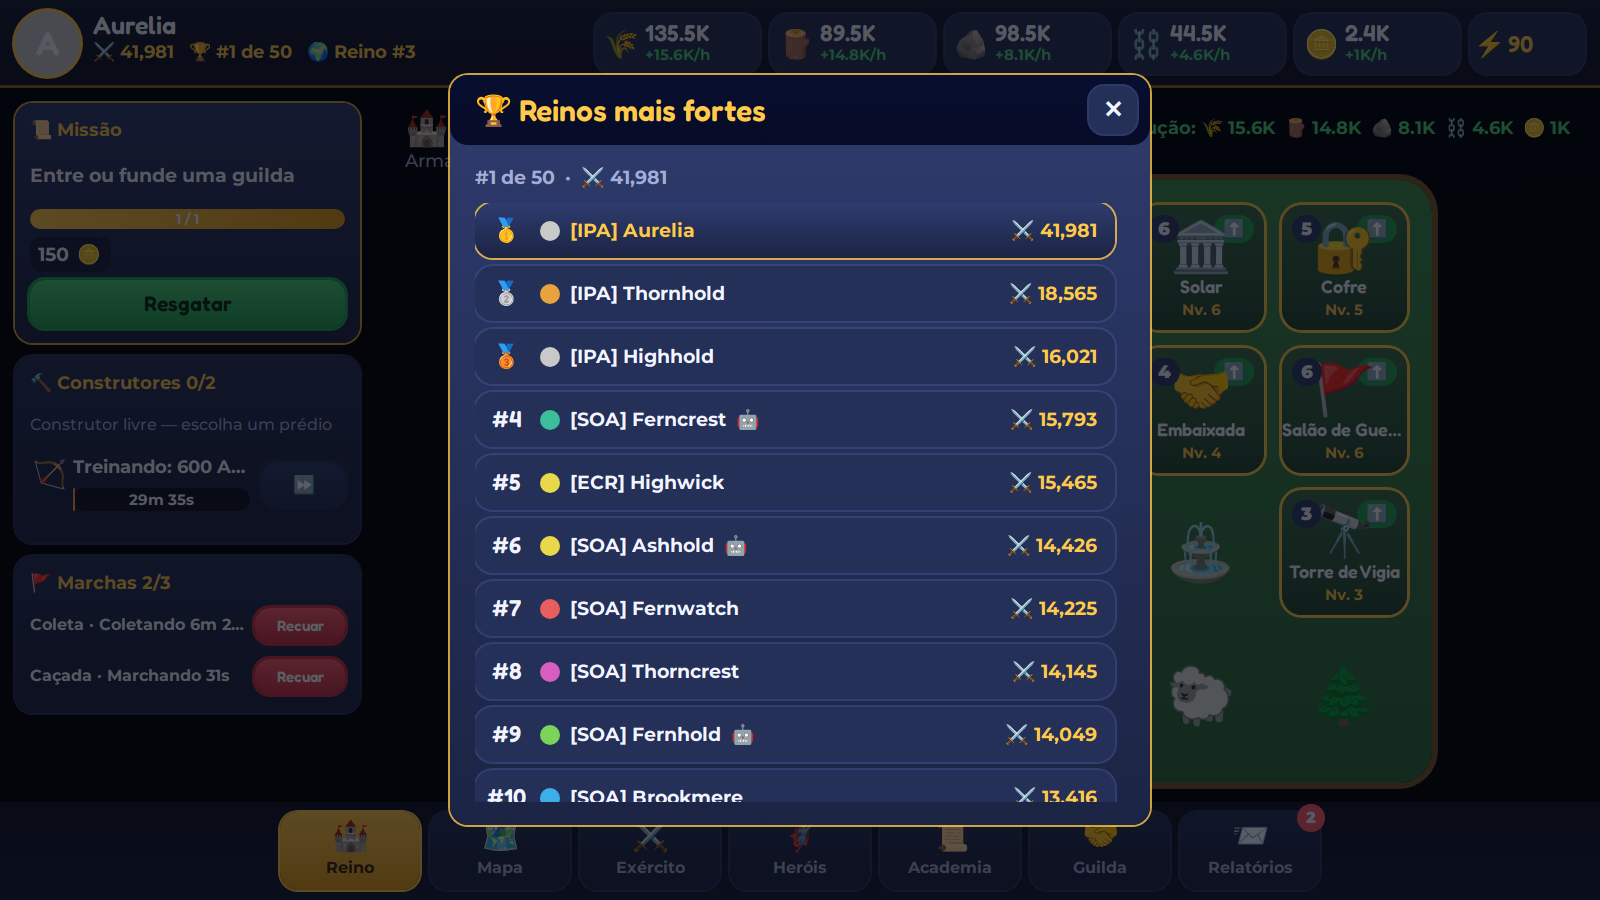 A
Aurelia
41,981 #1 de 50 Reino #3
135.5K
+15.6K/h
89.5K
+14.8K/h
98.5K
+8.1K/h
44.5K
+4.6K/h
2.4K
+1K/h
90
Missão
Entre ou funde uma guilda
1 / 1
150
Resgatar
Construtores 0/2
Construtor livre — escolha um prédio
Treinando: 600 A...
29m 35s
Marchas 2/3
Coleta · Coletando 6m 2...
Recuar
Caçada · Marchando 31s
Recuar
Reinos mais fortes
×
#1 de 50 · 41,981
[IPA] Aurelia 41,981
[IPA] Thornhold 18,565
[IPA] Highhold 16,021
#4 [SOA] Ferncrest 15,793
#5 [ECR] Highwick 15,465
#6 [SOA] Ashhold 14,426
#7 [SOA] Fernwatch 14,225
#8 [SOA] Thorncrest 14,145
#9 [SOA] Fernhold 14,049
#10 [SOA] Brookmere 13,416
15.6K 14.8K 8.1K 4.6K 1K
6
Solar
Nv. 6
5
Cofre
Nv. 5
4
Embaixada
Nv. 4
6
Salão de Gue...
Nv. 6
3
Torre de Vigia
Nv. 3
Reino
Mapa
Exército
Heróis
Academia
Guilda
Relatórios
2